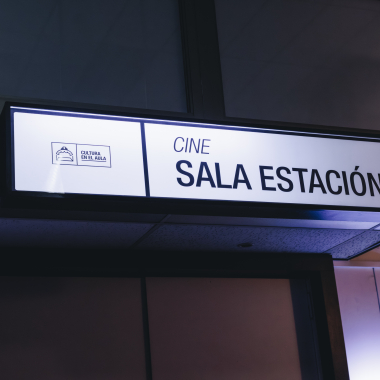 CULTURA
EN EL AULA
CINE
SALA ESTACIÓN